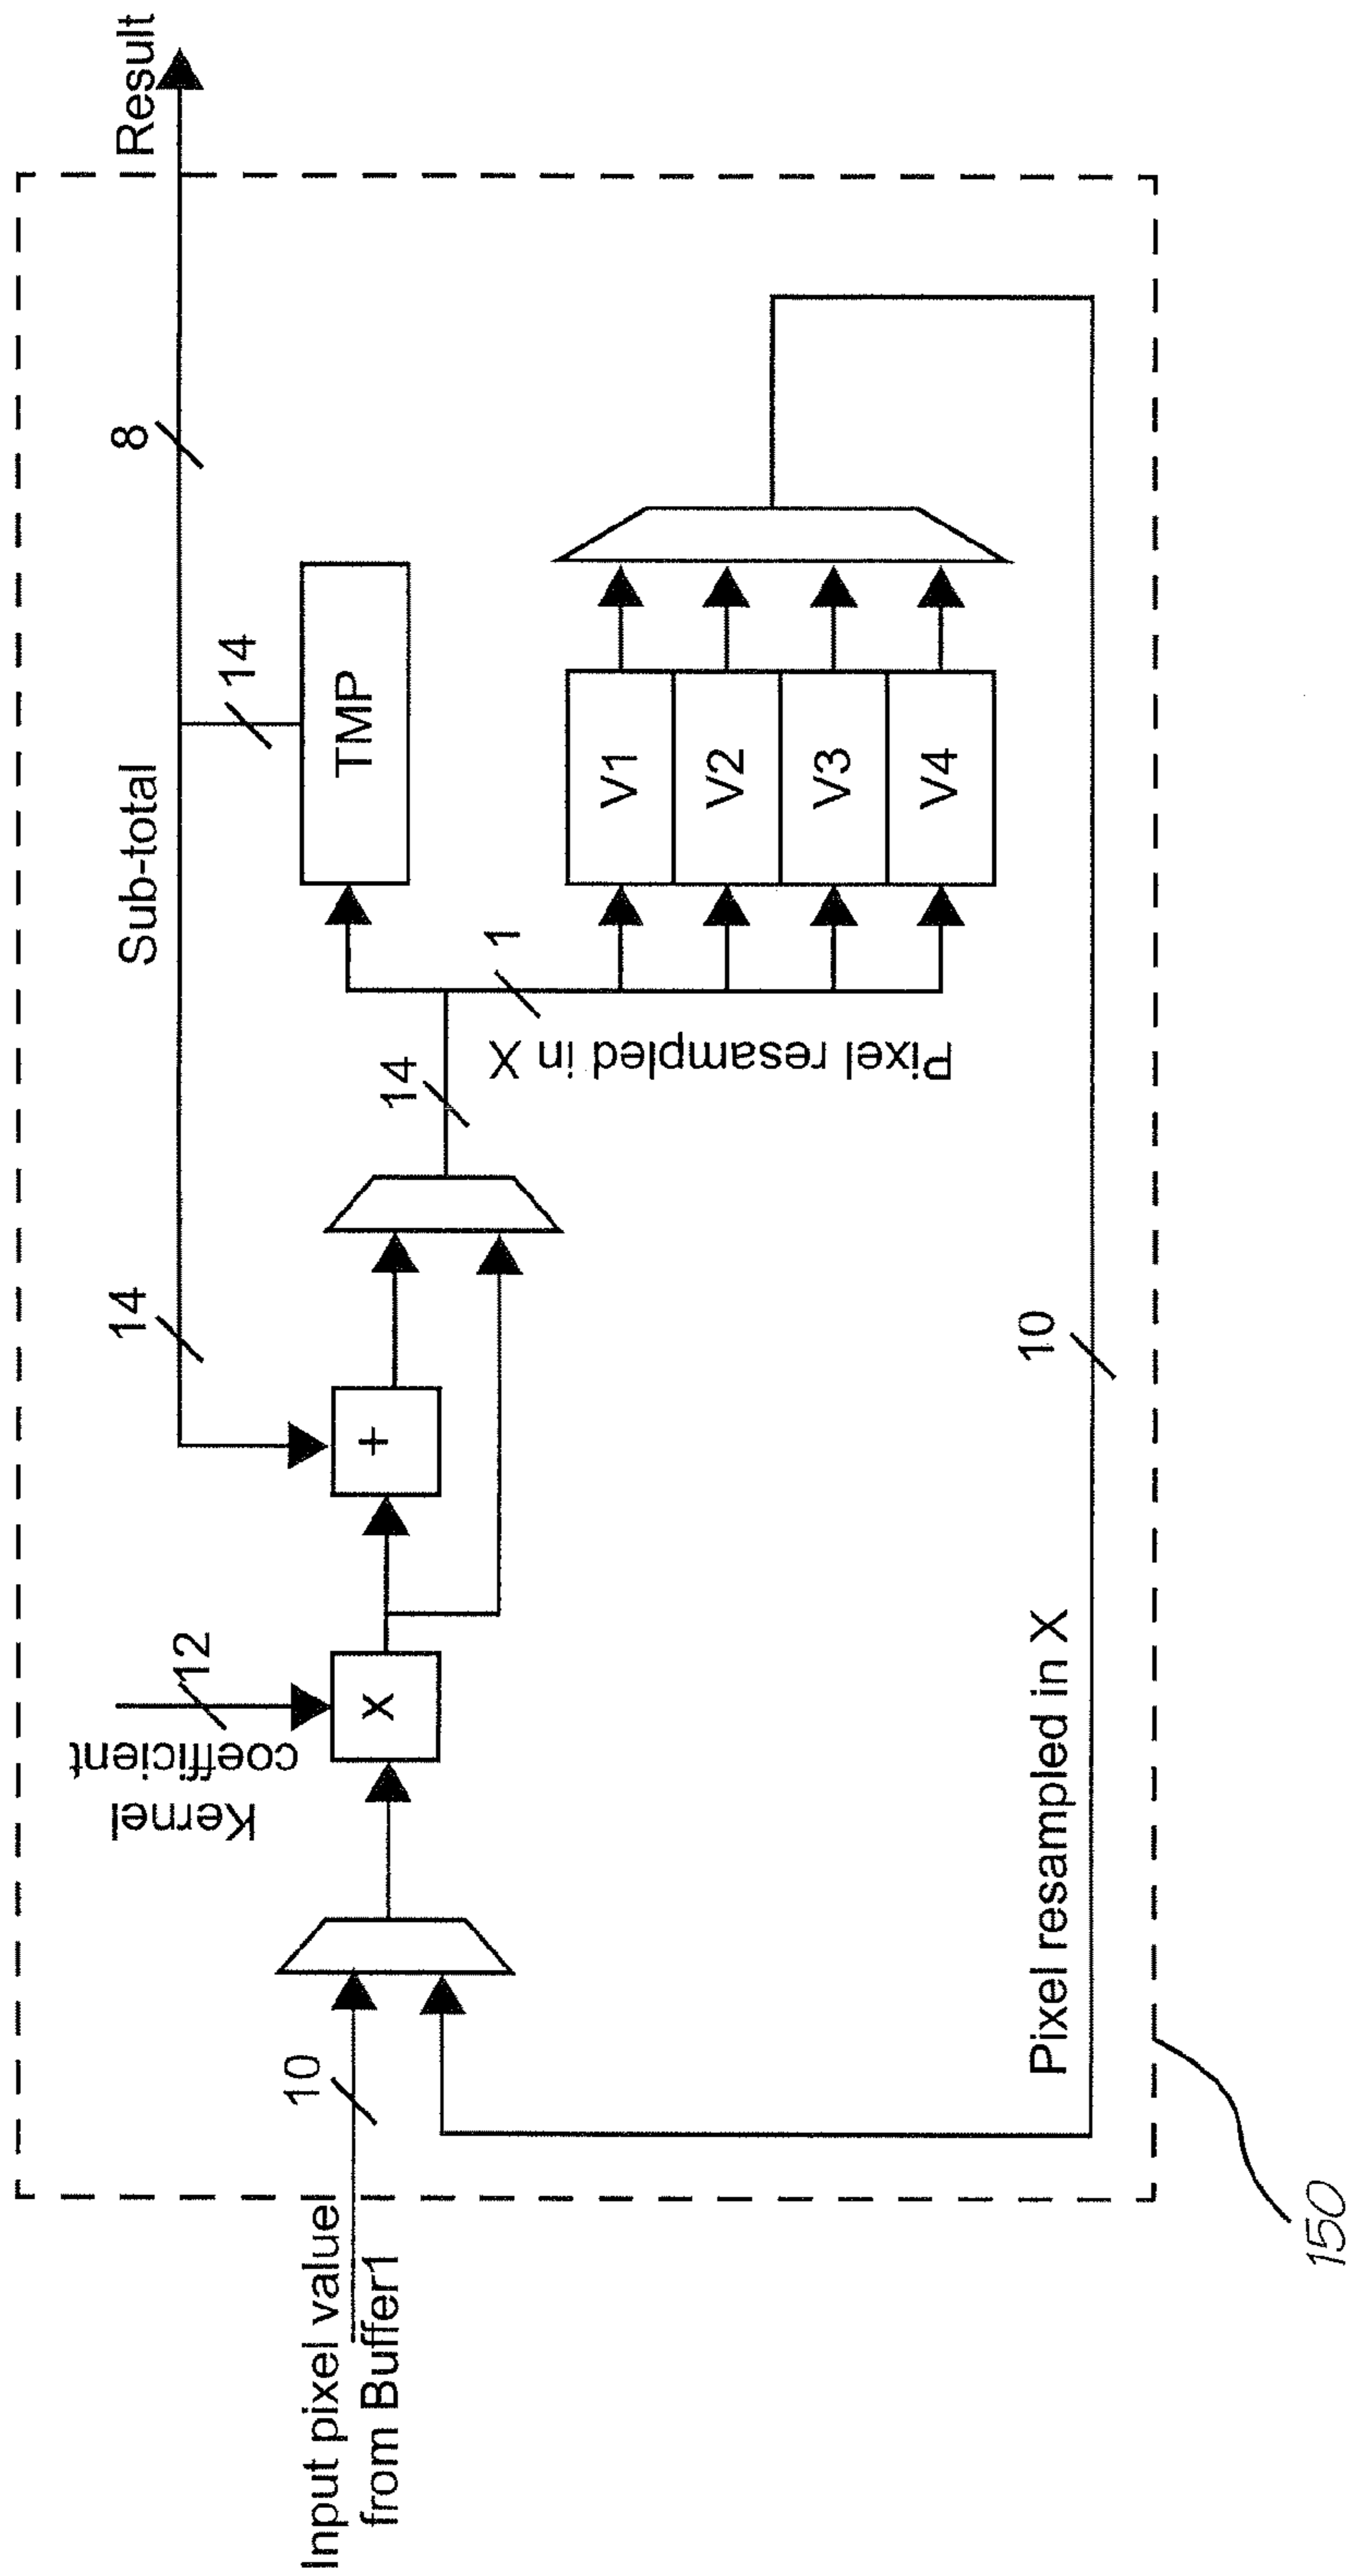 Result
8
Sub-total
14
14
TMP
Kernel
coefficient
12
X
+
14
1
Pixel resampled in X
V1
V2
V3
V4
Input pixel value
from Buffer1
10
10
Pixel resampled in X
150